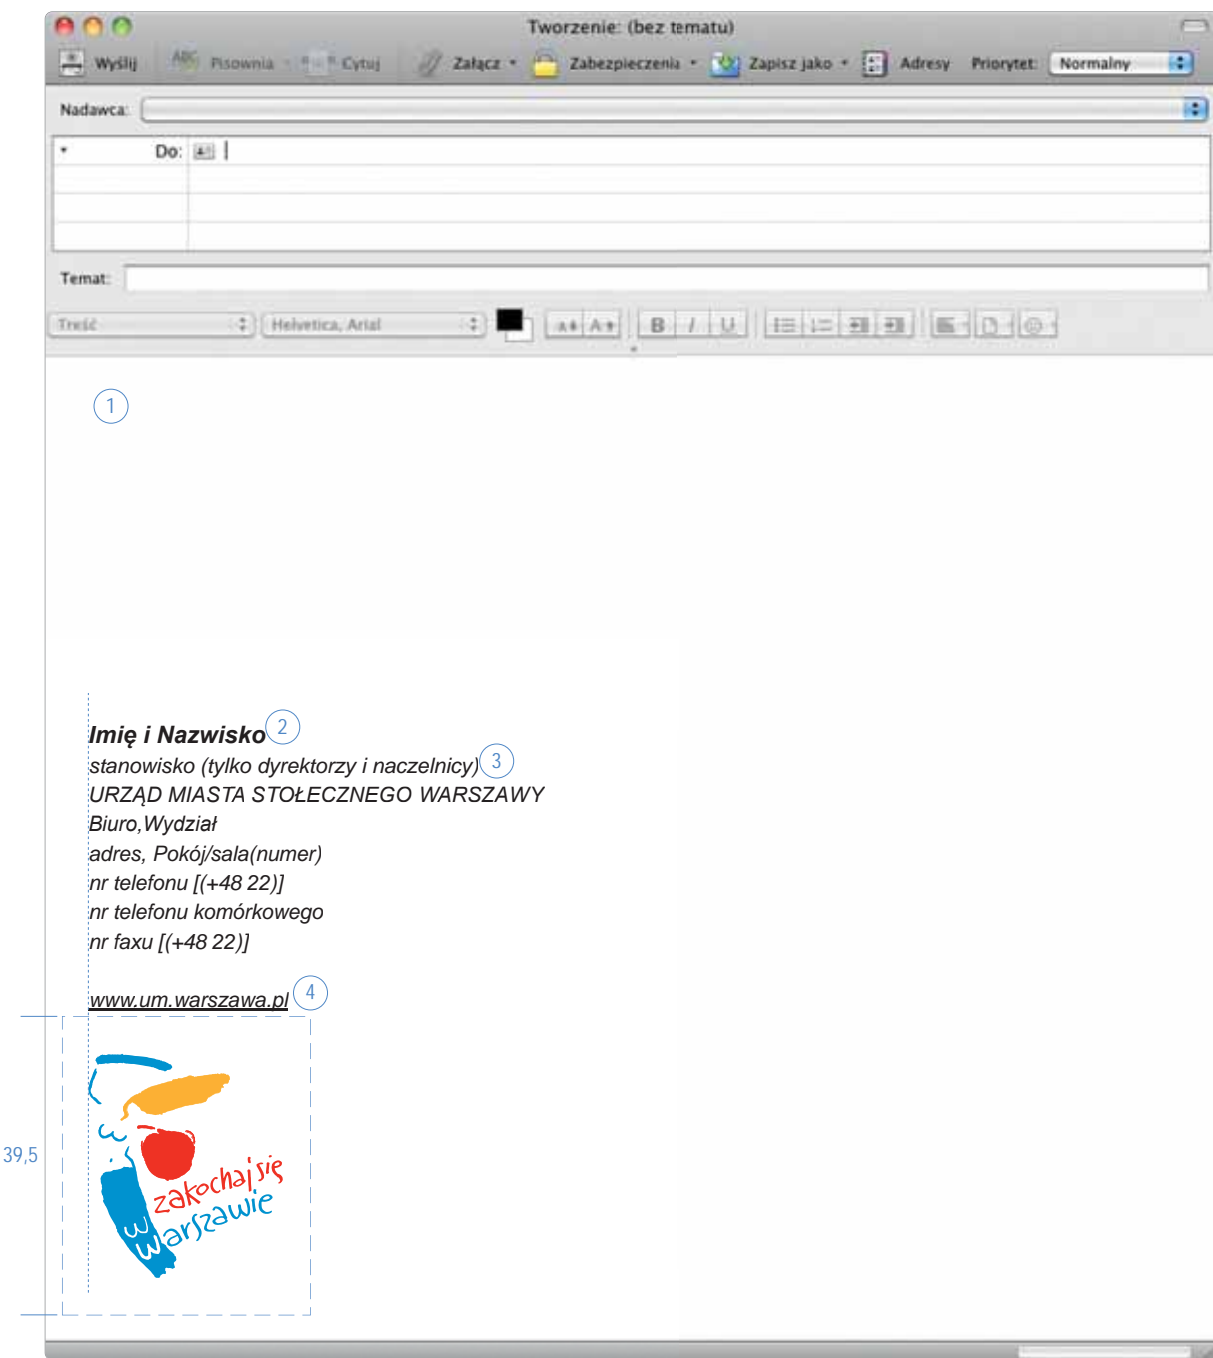 Tworzenie: (bez tematu)
Wyślij ABC Pisownia Cytuj Załącz Zabezpieczenia Zapisz jako Adresy Priorytet: Normalny
Nadawca:
Do:
Temat:
Treść Helvetica, Arial A A B I U
1
Imię i Nazwisko 2
stanowisko (tylko dyrektorzy i naczelnicy) 3
URZĄD MIASTA STOŁECZNEGO WARSZAWY
Biuro,Wydział
adres, Pokój/sala(numer)
nr telefonu [(+48 22)]
nr telefonu komórkowego
nr faxu [(+48 22)]
www.um.warszawa.pl 4
39,5
zakochaj się
w warszawie